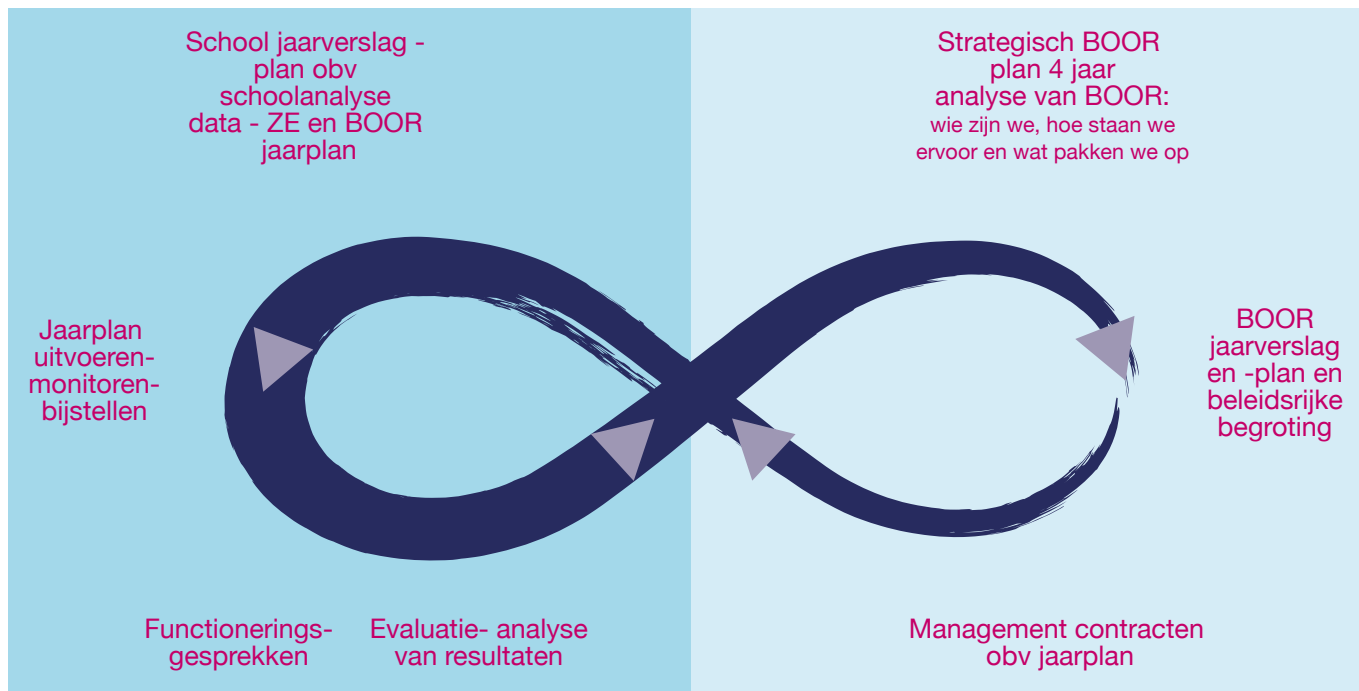 School jaarverslag -
plan obv
schoolanalyse
data - ZE en BOOR
jaarplan
Strategisch BOOR
plan 4 jaar
analyse van BOOR:
wie zijn we, hoe staan we
ervoor en wat pakken we op
Jaarplan
uitvoeren-
monitoren-
bijstellen
BOOR
jaarverslag
en -plan en
beleidsrijke
begroting
Functionerings-
gesprekken
Evaluatie- analyse
van resultaten
Management contracten
obv jaarplan